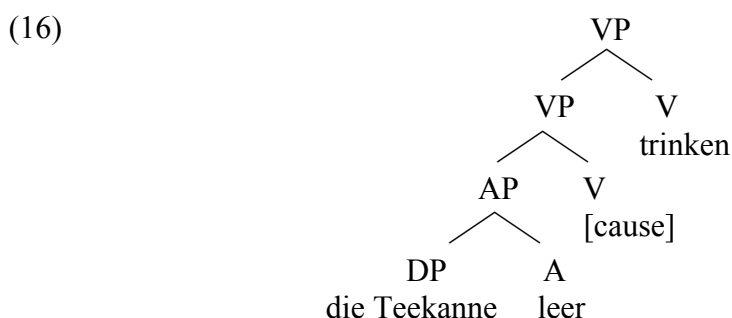 (16) VP
VP V
trinken
AP V
[cause]
DP A
die Teekanne leer